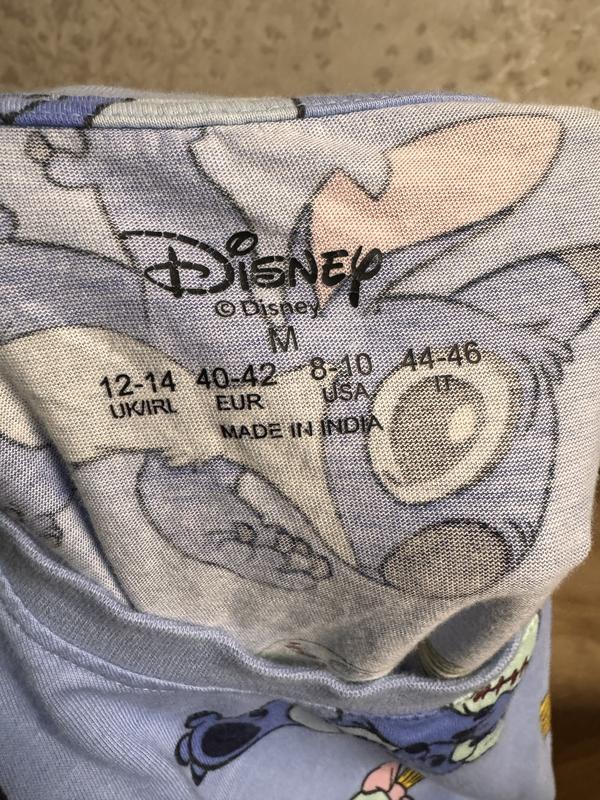 Disney
© Disney
M
12-14 40-42 8-10 44-46
UK/IRL EUR USA IT
MADE IN INDIA